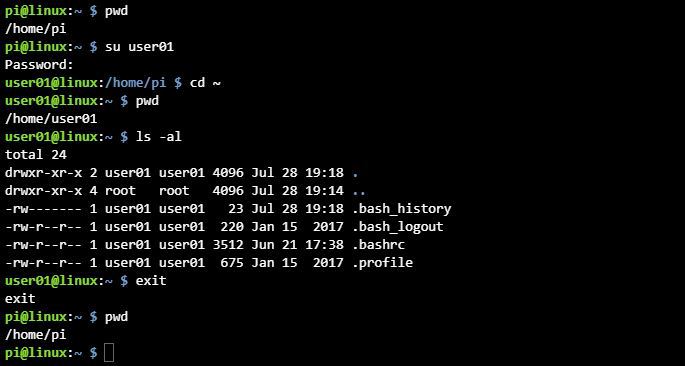 pi@linux:~ $ pwd
/home/pi
pi@linux:~ $ su user01
Password:
user01@linux:/home/pi $ cd ~
user01@linux:~ $ pwd
/home/user01
user01@linux:~ $ ls -al
total 24
drwxr-xr-x 2 user01 user01 4096 Jul 28 19:18 .
drwxr-xr-x 4 root   root   4096 Jul 28 19:14 ..
-rw------- 1 user01 user01   23 Jul 28 19:18 .bash_history
-rw-r--r-- 1 user01 user01  220 Jan 15  2017 .bash_logout
-rw-r--r-- 1 user01 user01 3512 Jun 21 17:38 .bashrc
-rw-r--r-- 1 user01 user01  675 Jan 15  2017 .profile
user01@linux:~ $ exit
exit
pi@linux:~ $ pwd
/home/pi
pi@linux:~ $